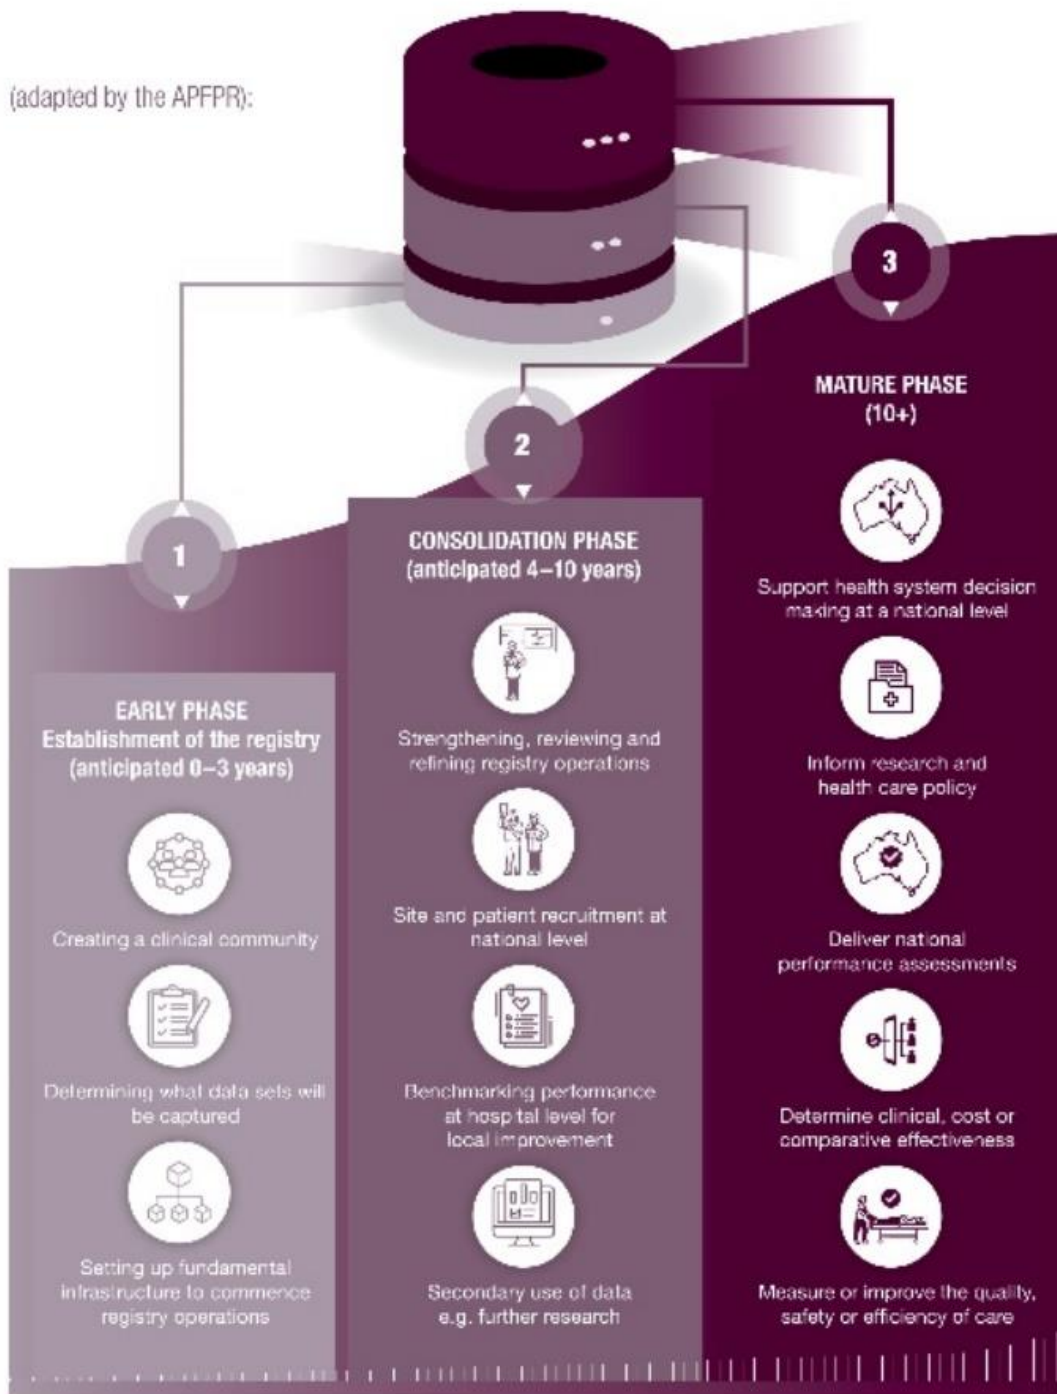 (adapted by the APFPR):
1
EARLY PHASE
Establishment of the registry
(anticipated 0–3 years)
Creating a clinical community
Determining what data sets will
be captured
Setting up fundamental
infrastructure to commence
registry operations
2
CONSOLIDATION PHASE
(anticipated 4–10 years)
Strengthening, reviewing and
refining registry operations
Site and patient recruitment at
national level
Benchmarking performance
at hospital level for
local improvement
Secondary use of data
e.g. further research
3
MATURE PHASE
(10+)
Support health system decision
making at a national level
Inform research and
health care policy
Deliver national
performance assessments
Determine clinical, cost or
comparative effectiveness
Measure or improve the quality,
safety or efficiency of care